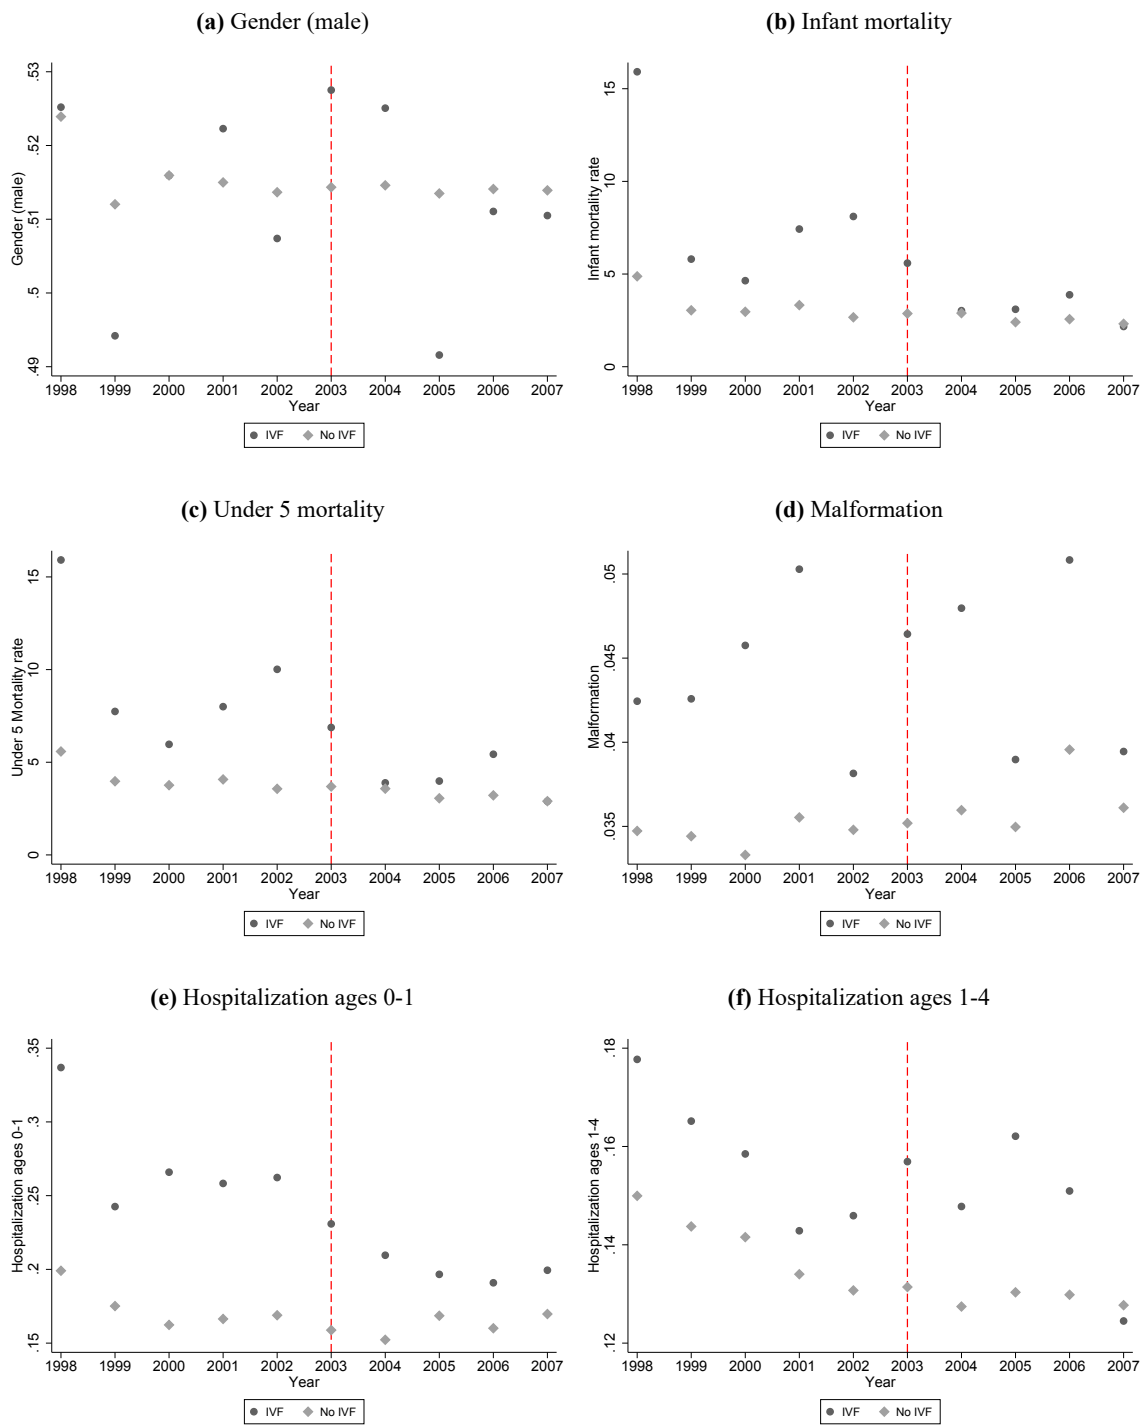 (a) Gender (male)
Gender (male)
.53
.52
.51
.5
.49
1998 1999 2000 2001 2002 2003 2004 2005 2006 2007
Year
IVF No IVF
(b) Infant mortality
Infant mortality rate
15
10
5
0
1998 1999 2000 2001 2002 2003 2004 2005 2006 2007
Year
IVF No IVF
(c) Under 5 mortality
Under 5 Mortality rate
15
10
5
0
1998 1999 2000 2001 2002 2003 2004 2005 2006 2007
Year
IVF No IVF
(d) Malformation
Malformation
.05
.045
.04
.035
1998 1999 2000 2001 2002 2003 2004 2005 2006 2007
Year
IVF No IVF
(e) Hospitalization ages 0-1
Hospitalization ages 0-1
.35
.3
.25
.2
.15
1998 1999 2000 2001 2002 2003 2004 2005 2006 2007
Year
IVF No IVF
(f) Hospitalization ages 1-4
Hospitalization ages 1-4
.18
.16
.14
.12
1998 1999 2000 2001 2002 2003 2004 2005 2006 2007
Year
IVF No IVF